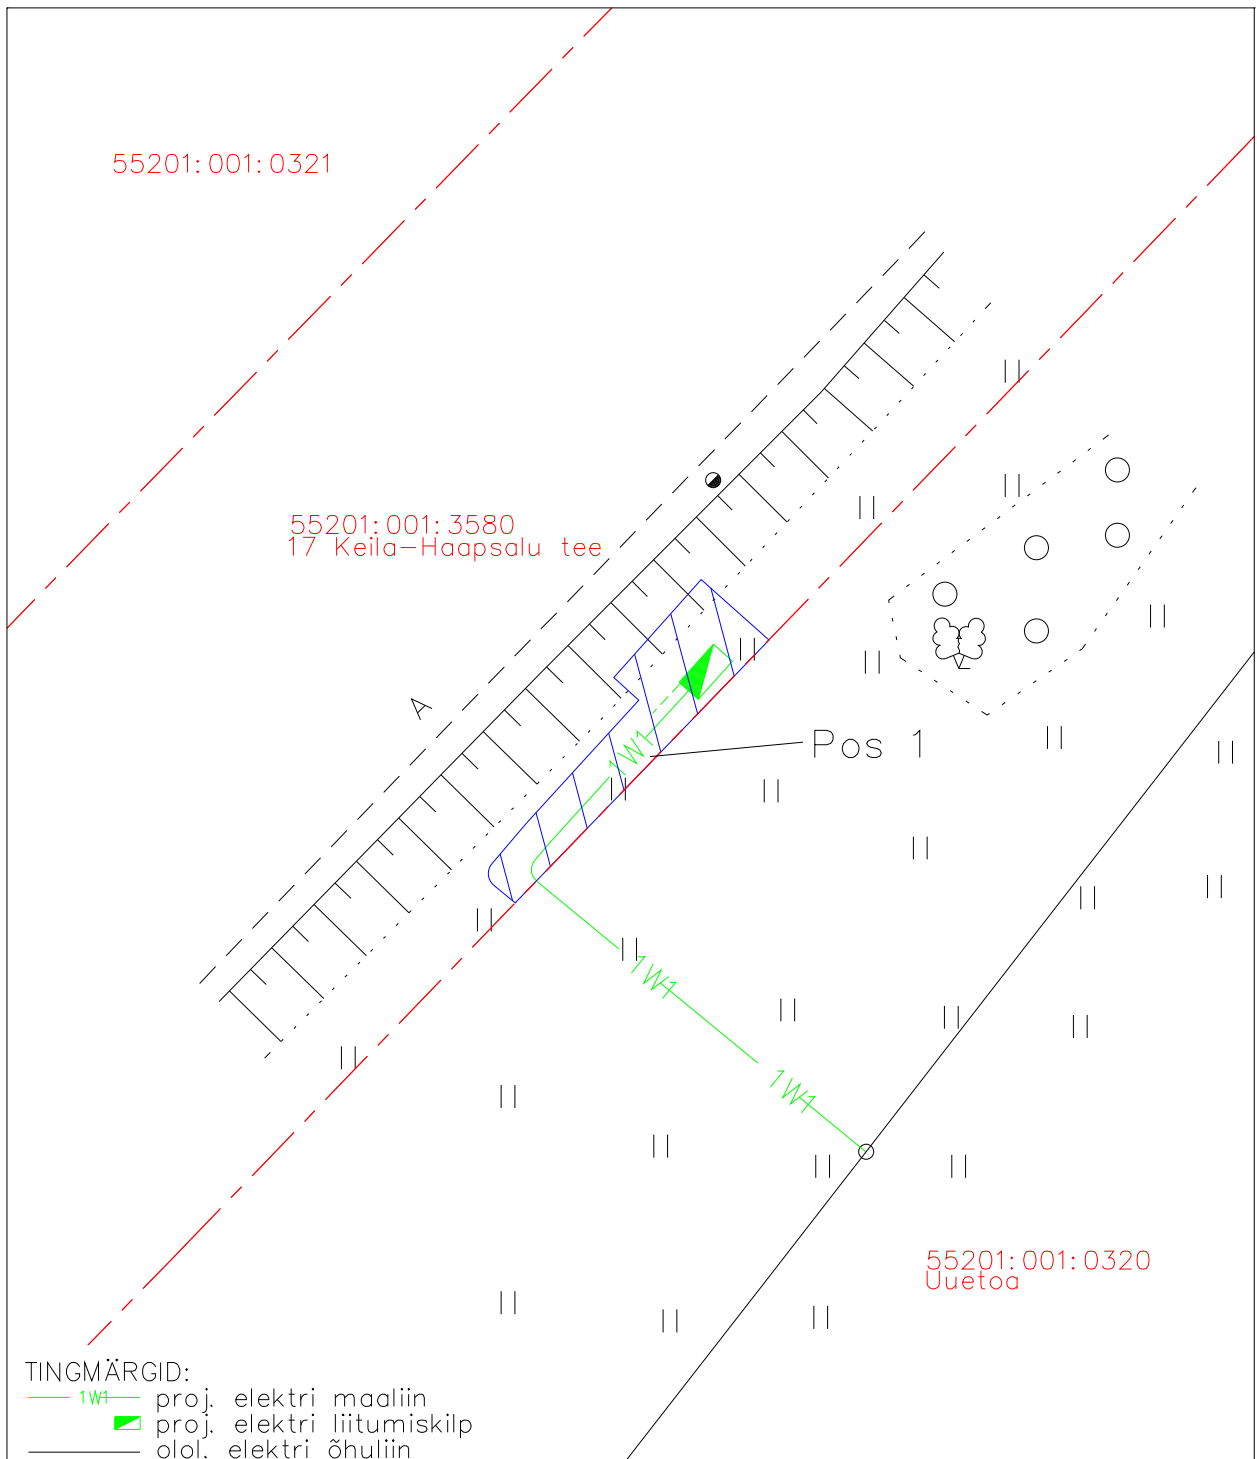 55201:001:0321
55201:001:3580
17 Keila-Haapsalu tee
A
1W1
Pos 1
1W1
1W1
55201:001:0320
Uuetoa
TINGMÄRGID:
1W1 proj. elektri maaliin
proj. elektri liitumiskilp
olol. elektri õhuliin